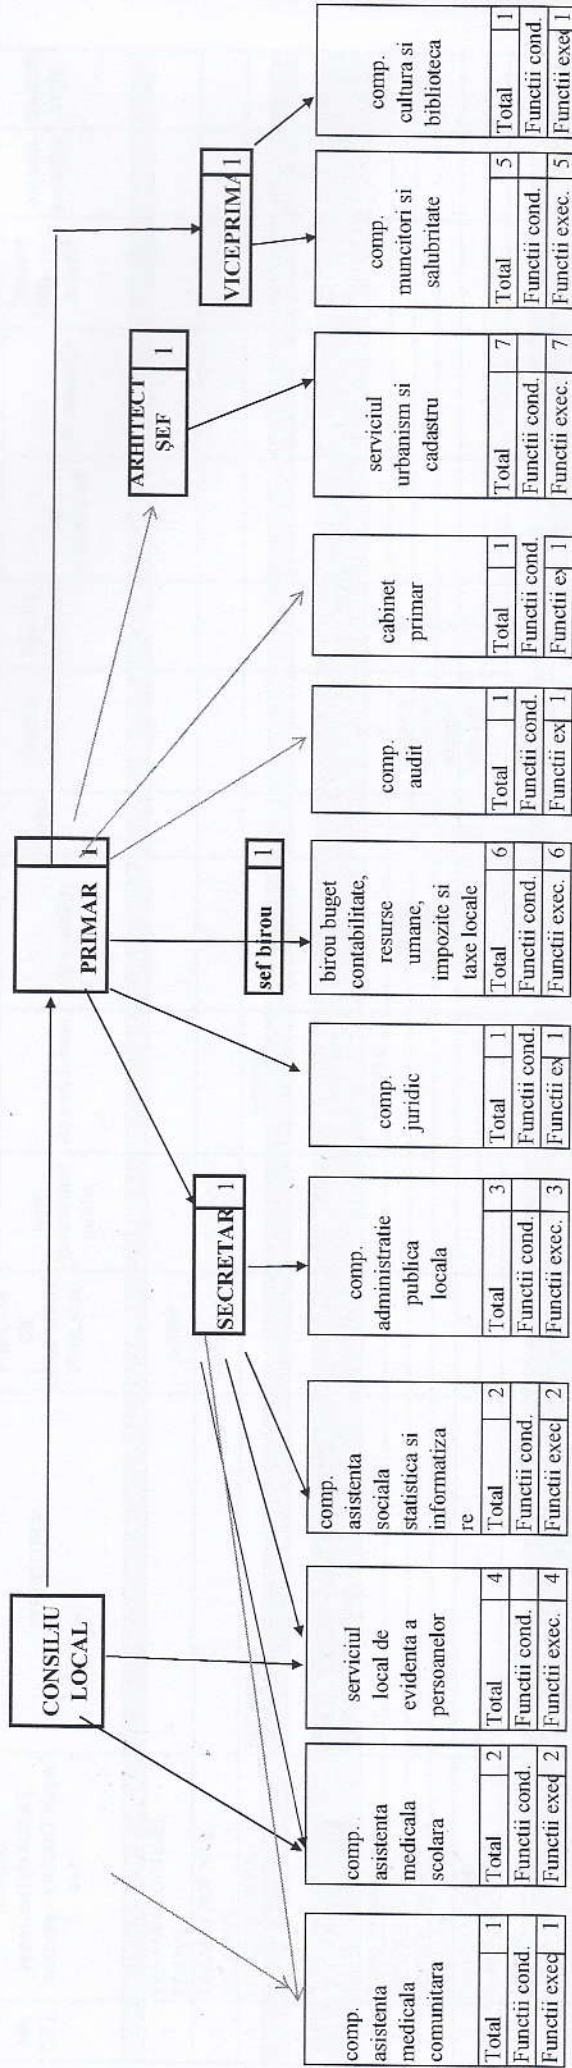 CONSILIU
LOCAL
PRIMAR 1
ARHITECT
ŞEF 1
VICEPRIMA 1
SECRETAR 1
sef birou 1
comp.
asistenta
medicala
comunitara
Total 1
Functii cond.
Functii exec 1
comp.
asistenta
medicala
scolara
Total 2
Functii cond.
Functii exec 2
serviciul
local de
evidenta a
persoanelor
Total 4
Functii cond.
Functii exec. 4
comp.
asistenta
sociala
statistica si
informatiza
re
Total 2
Functii cond.
Functii exec 2
comp.
administratie
publica
locala
Total 3
Functii cond.
Functii exec. 3
comp.
juridic
Total 1
Functii cond.
Functii ex 1
birou buget
contabilitate,
resurse
umane,
impozite si
taxe locale
Total 6
Functii cond.
Functii exec. 6
comp.
audit
Total 1
Functii cond.
Functii ex 1
cabinet
primar
Total 1
Functii cond.
Functii ex 1
serviciul
urbanism si
cadastru
Total 7
Functii cond.
Functii exec. 7
comp.
muncitori si
salubritate
Total 5
Functii cond.
Functii exec. 5
comp.
cultura si
biblioteca
Total 1
Functii cond.
Functii exec 1